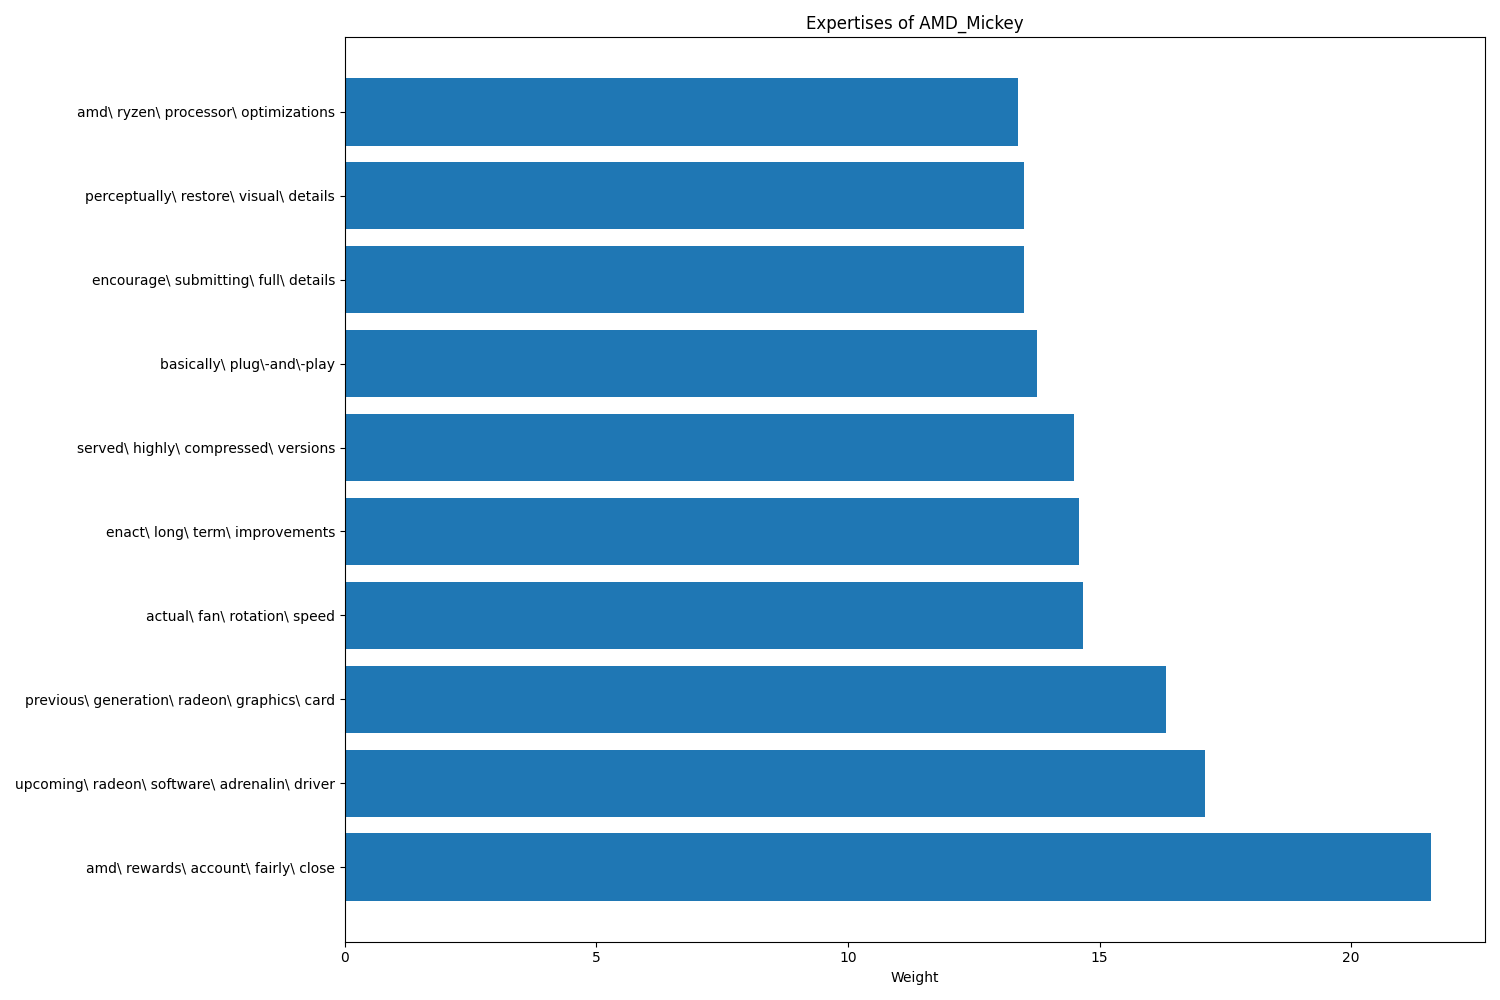 Expertises of AMD_Mickey
amd\ ryzen\ processor\ optimizations
perceptually\ restore\ visual\ details
encourage\ submitting\ full\ details
basically\ plug\-and\-play
served\ highly\ compressed\ versions
enact\ long\ term\ improvements
actual\ fan\ rotation\ speed
previous\ generation\ radeon\ graphics\ card
upcoming\ radeon\ software\ adrenalin\ driver
amd\ rewards\ account\ fairly\ close
0 5 10 15 20
Weight